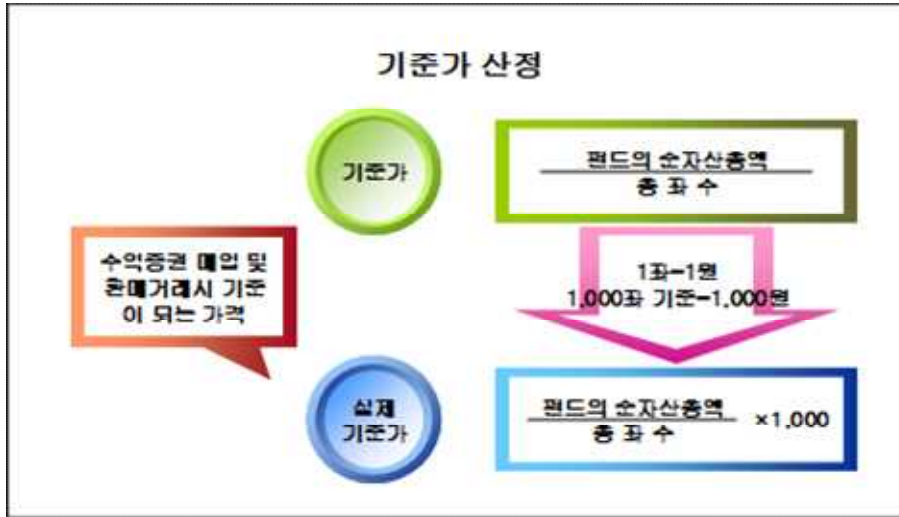 기준가 산정
기준가
펀드의 순자산총액
총 좌 수
수익증권 매입 및
환매거래시 기준
이 되는 가격
1좌=1원
1,000좌 기준=1,000원
실제
기준가
펀드의 순자산총액
총 좌 수
×1,000